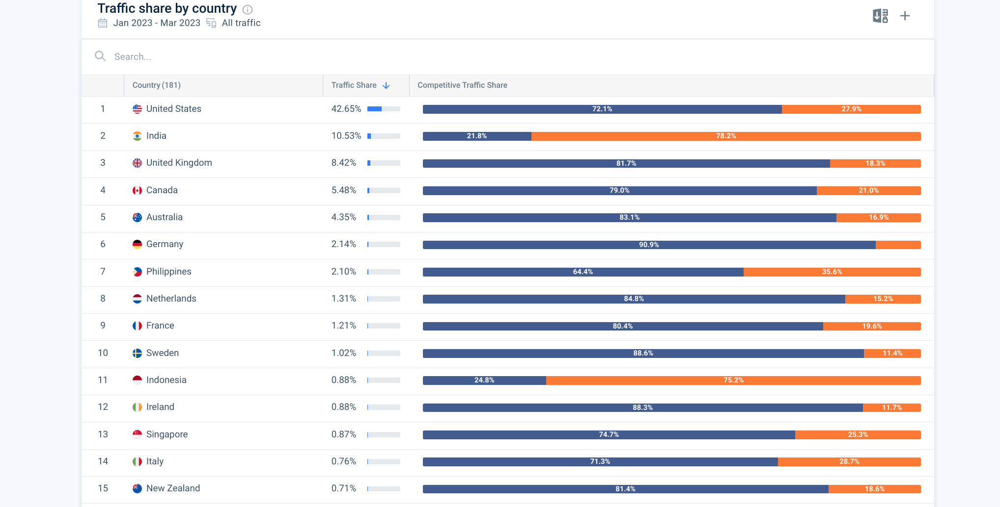 Traffic share by country
Jan 2023 - Mar 2023 All traffic
Search...
Country (181) Traffic Share Competitive Traffic Share
1 United States 42.65% 72.1% 27.9%
2 India 10.53% 21.8% 78.2%
3 United Kingdom 8.42% 81.7% 18.3%
4 Canada 5.48% 79.0% 21.0%
5 Australia 4.35% 83.1% 16.9%
6 Germany 2.14% 90.9%
7 Philippines 2.10% 64.4% 35.6%
8 Netherlands 1.31% 84.8% 15.2%
9 France 1.21% 80.4% 19.6%
10 Sweden 1.02% 88.6% 11.4%
11 Indonesia 0.88% 24.8% 75.2%
12 Ireland 0.88% 88.3% 11.7%
13 Singapore 0.87% 74.7% 25.3%
14 Italy 0.76% 71.3% 28.7%
15 New Zealand 0.71% 81.4% 18.6%